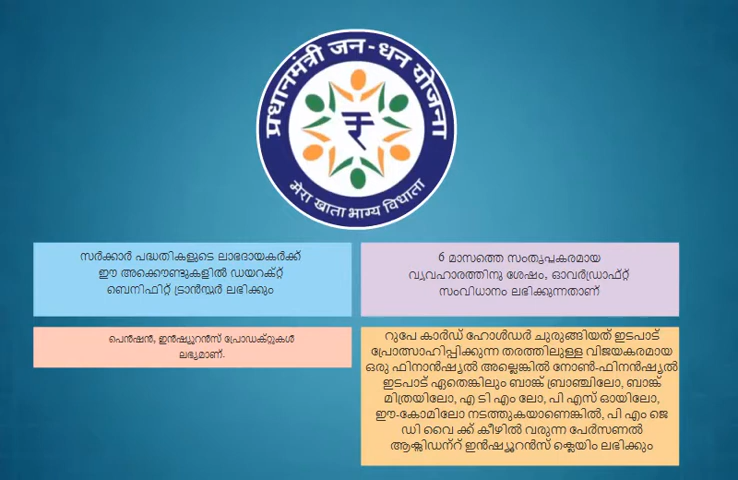 प्रधानमंत्री जन-धन योजना
मेरा खाता भाग्य विधाता
സർക്കാർ പദ്ധതികളുടെ ലാഭദായകർക്ക്
ഈ അക്കൌണ്ടുകളിൽ ഡയറക്റ്റ്
ബെനിഫിറ്റ് ട്രാൻസ്ഫർ ലഭിക്കും
6 മാസത്തെ സംതൃപ്തകരമായ
വ്യവഹാരത്തിനു ശേഷം, ഓവർഡ്രാഫ്റ്റ്
സംവിധാനം ലഭിക്കുന്നതാണ്
പെൻഷൻ, ഇൻഷ്യൂറൻസ് പ്രോഡക്റ്റുകൾ
ലഭ്യമാണ്.
റുപേ കാർഡ് ഹോൾഡർ ചുരുങ്ങിയത് ഇടപാട്
പ്രോത്സാഹിപ്പിക്കുന്ന തരത്തിലുള്ള വിജയകരമായ
ഒരു ഫിനാൻഷ്യൽ അല്ലെങ്കിൽ നോൺ-ഫിനൻഷ്യൽ
ഇടപാട് ഏതെങ്കിലും ബാങ്ക് ബ്രാഞ്ചിലോ, ബാങ്ക്
മിത്രയിലോ, എ ടി എം ലോ, പി എസ് ഓയിലോ,
ഈ-കോമിലോ നടത്തുകയാണെങ്കിൽ, പി എം ജെ
ഡി വൈ ക്ക് കീഴിൽ വരുന്ന പേർസണൽ
ആക്സിഡന്റ് ഇൻഷ്യൂറൻസ് ക്ലെയിം ലഭിക്കും